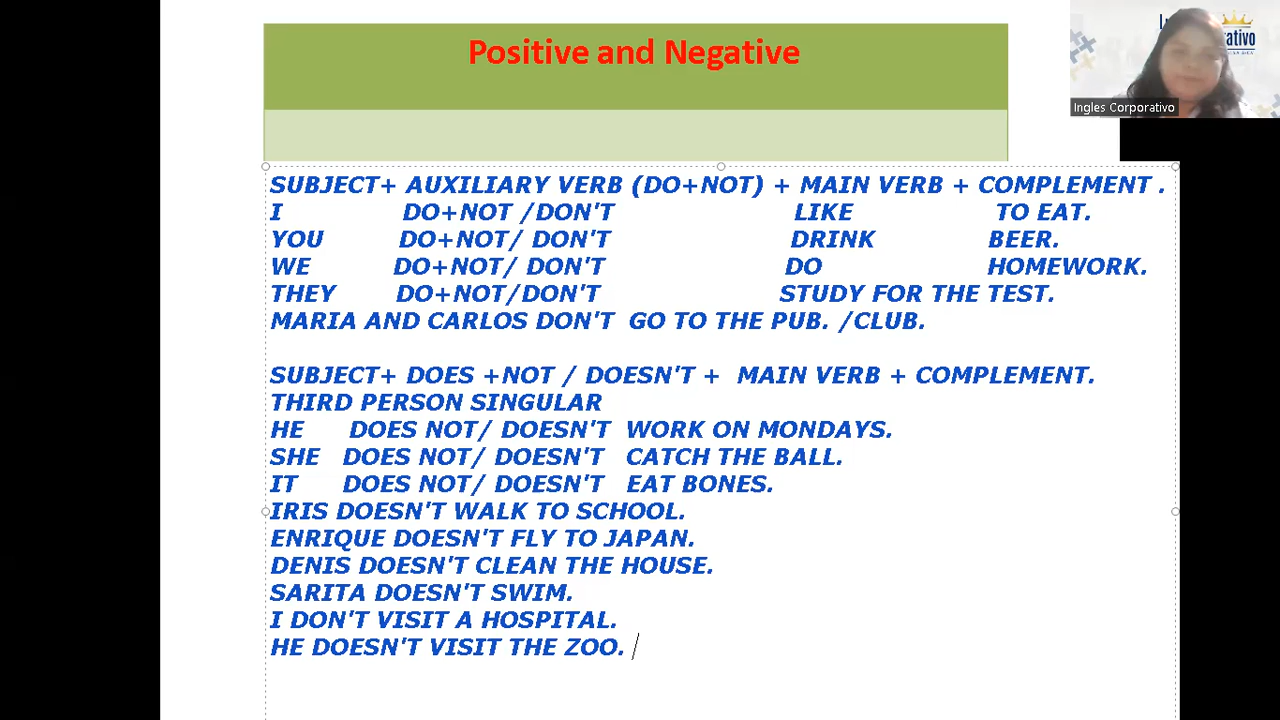 Positive and Negative
ativo
Ingles Corporativo
SUBJECT+ AUXILIARY VERB (DO+NOT) + MAIN VERB + COMPLEMENT .
I DO+NOT /DON'T LIKE TO EAT.
YOU DO+NOT/ DON'T DRINK BEER.
WE DO+NOT/ DON'T DO HOMEWORK.
THEY DO+NOT/DON'T STUDY FOR THE TEST.
MARIA AND CARLOS DON'T GO TO THE PUB. /CLUB.
SUBJECT+ DOES +NOT / DOESN'T + MAIN VERB + COMPLEMENT.
THIRD PERSON SINGULAR
HE DOES NOT/ DOESN'T WORK ON MONDAYS.
SHE DOES NOT/ DOESN'T CATCH THE BALL.
IT DOES NOT/ DOESN'T EAT BONES.
IRIS DOESN'T WALK TO SCHOOL.
ENRIQUE DOESN'T FLY TO JAPAN.
DENIS DOESN'T CLEAN THE HOUSE.
SARITA DOESN'T SWIM.
I DON'T VISIT A HOSPITAL.
HE DOESN'T VISIT THE ZOO.